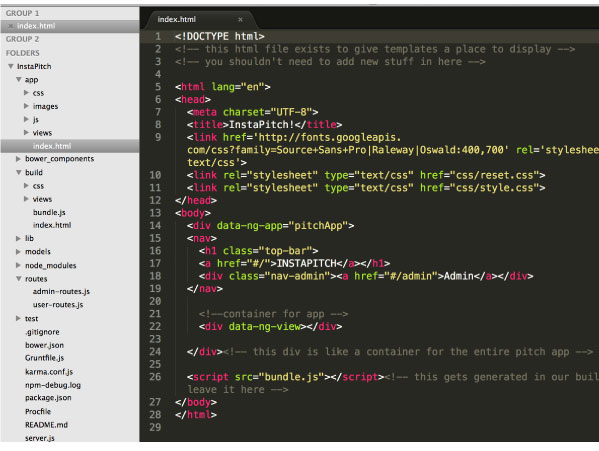 GROUP 1
index.html
GROUP 2
FOLDERS
InstaPitch
app
css
images
js
views
index.html
bower_components
build
css
views
bundle.js
index.html
lib
models
node_modules
routes
admin-routes.js
user-routes.js
test
.gitignore
bower.json
Gruntfile.js
karma.conf.js
npm-debug.log
package.json
Procfile
README.md
server.js
index.html ×
1 <!DOCTYPE html>
2 <!-- this html file exists to give templates a place to display -->
3 <!-- you shouldn't need to add new stuff in here -->
4
5 <html lang="en">
6 <head>
7 <meta charset="UTF-8">
8 <title>InstaPitch!</title>
9 <link href='http://fonts.googleapis.
com/css?family=Source+Sans+Pro|Raleway|Oswald:400,700' rel='styleshee
text/css'>
10 <link rel="stylesheet" type="text/css" href="css/reset.css">
11 <link rel="stylesheet" type="text/css" href="css/style.css">
12 </head>
13 <body>
14 <div data-ng-app="pitchApp">
15 <nav>
16 <h1 class="top-bar">
17 <a href="#/">INSTAPITCH</a></h1>
18 <div class="nav-admin"><a href="#/admin">Admin</a></div>
19 </nav>
20
21 <!--container for app -->
22 <div data-ng-view></div>
23
24 </div><!-- this div is like a container for the entire pitch app -->
25
26 <script src="bundle.js"></script><!-- this gets generated in our buil
leave it here -->
27 </body>
28 </html>
29